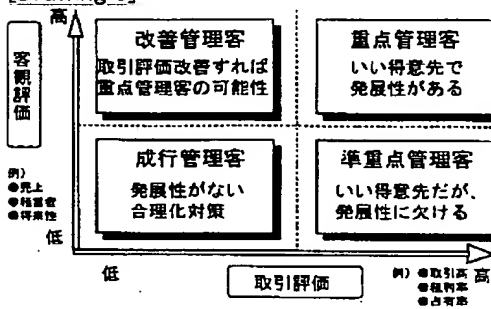 高
客観評価
改善管理客
取引評価改善すれば
重点管理客の可能性
重点管理客
いい得意先で
発展性がある
例）
●売上
●経営者
●将来性
低
成行管理客
発展性がない
合理化対策
準重点管理客
いい得意先だが、
発展性に欠ける
低
取引評価
例）●取引高
●粗利率
●占有率
高